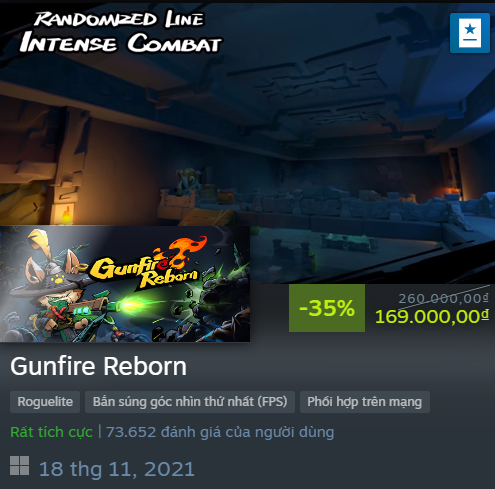 Randomized Line
Intense Combat
Gunfire
Reborn
-35%
260.000,00₫
169.000,00₫
Gunfire Reborn
Roguelite
Bắn súng góc nhìn thứ nhất (FPS)
Phối hợp trên mạng
Rất tích cực | 73.652 đánh giá của người dùng
18 thg 11, 2021